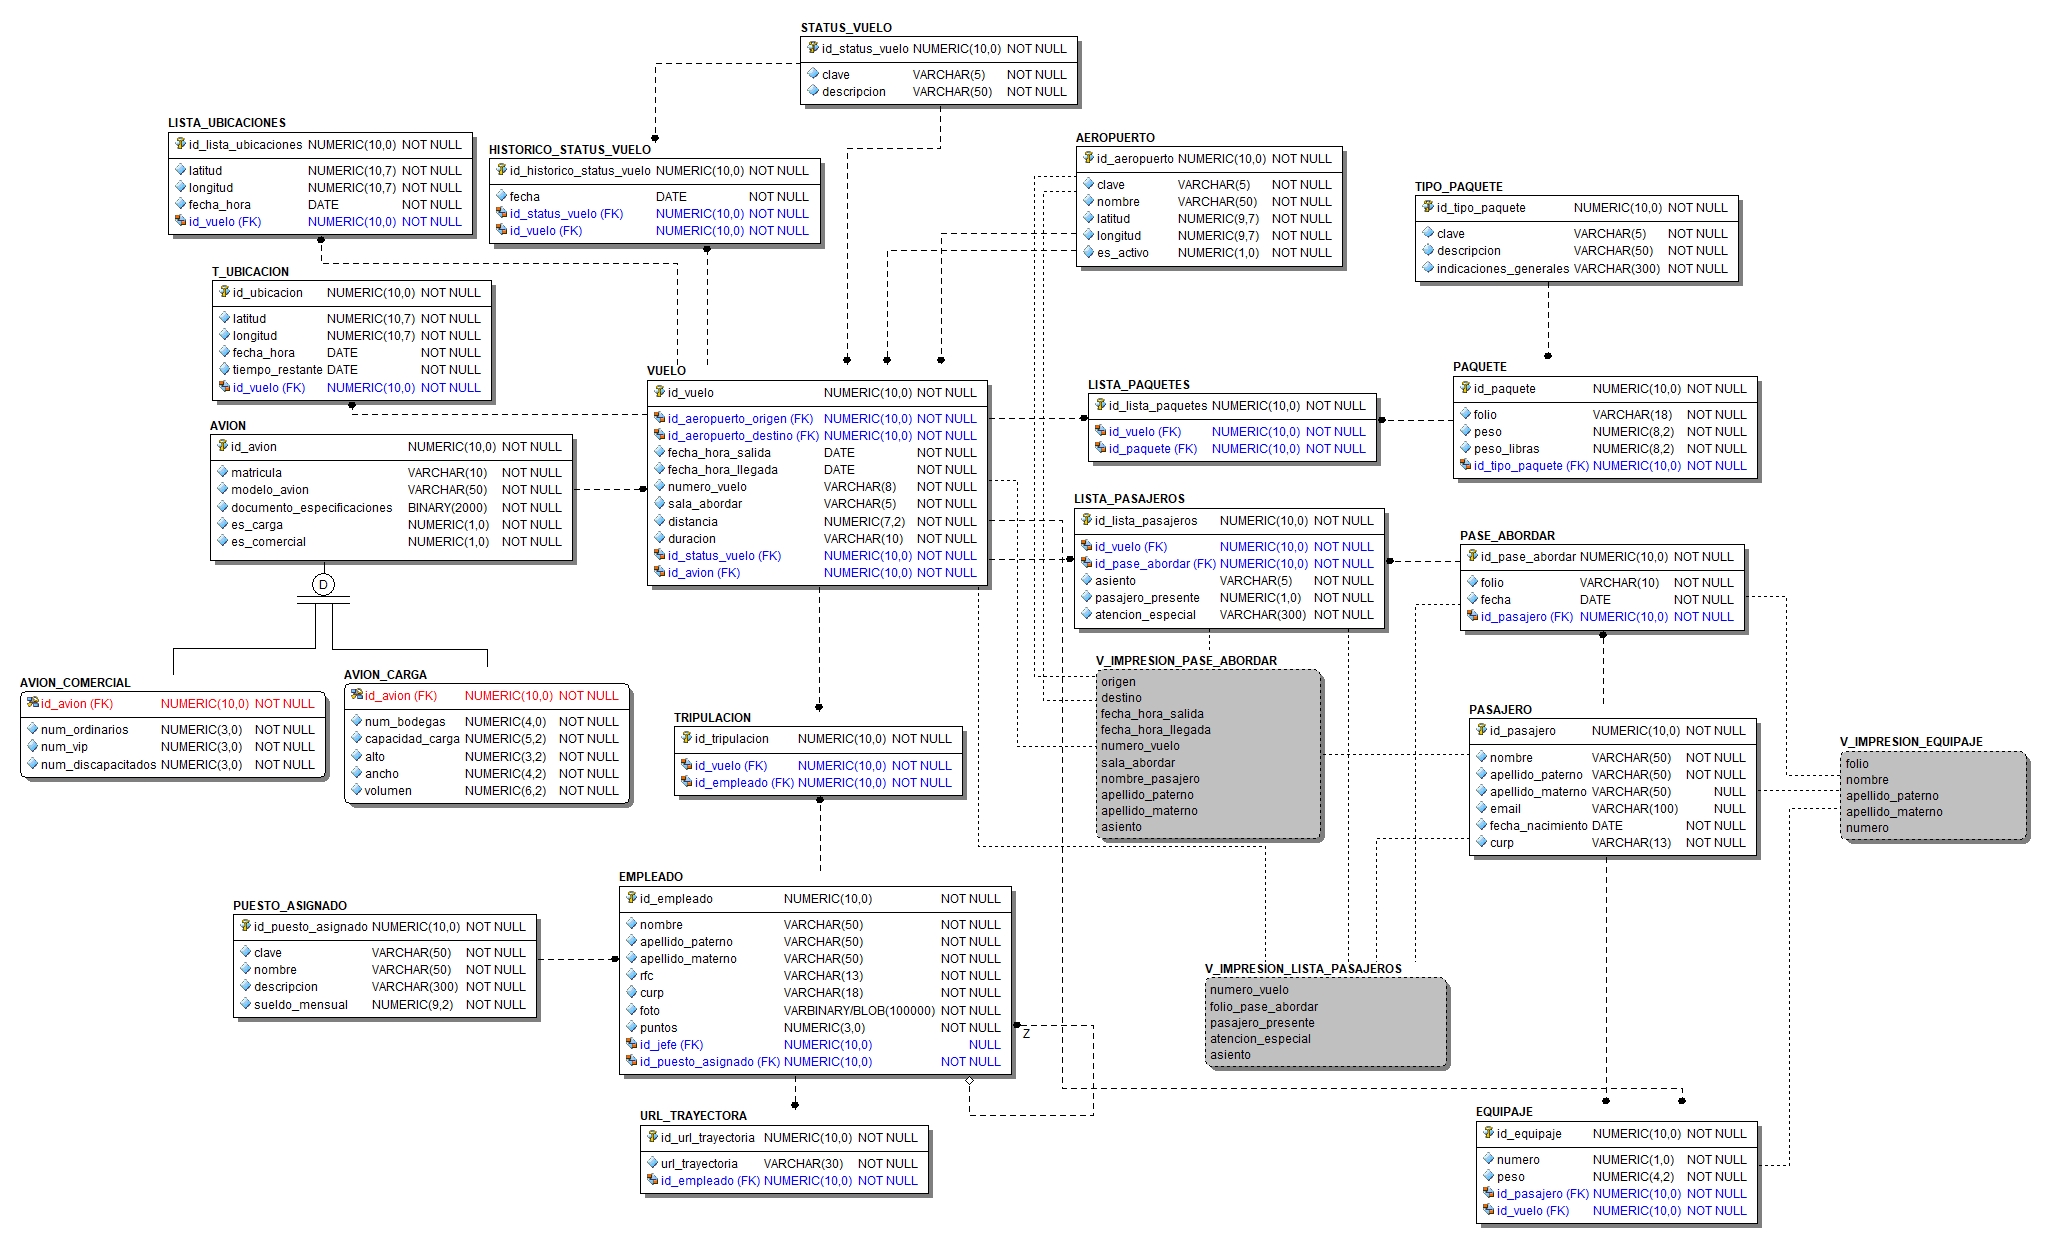 STATUS_VUELO
id_status_vuelo NUMERIC(10,0) NOT NULL
clave VARCHAR(5) NOT NULL
descripcion VARCHAR(50) NOT NULL
LISTA_UBICACIONES
id_lista_ubicaciones NUMERIC(10,0) NOT NULL
latitud NUMERIC(10,7) NOT NULL
longitud NUMERIC(10,7) NOT NULL
fecha_hora DATE NOT NULL
id_vuelo (FK) NUMERIC(10,0) NOT NULL
HISTORICO_STATUS_VUELO
id_historico_status_vuelo NUMERIC(10,0) NOT NULL
fecha DATE NOT NULL
id_status_vuelo (FK) NUMERIC(10,0) NOT NULL
id_vuelo (FK) NUMERIC(10,0) NOT NULL
AEROPUERTO
id_aeropuerto NUMERIC(10,0) NOT NULL
clave VARCHAR(5) NOT NULL
nombre VARCHAR(50) NOT NULL
latitud NUMERIC(9,7) NOT NULL
longitud NUMERIC(9,7) NOT NULL
es_activo NUMERIC(1,0) NOT NULL
TIPO_PAQUETE
id_tipo_paquete NUMERIC(10,0) NOT NULL
clave VARCHAR(5) NOT NULL
descripcion VARCHAR(50) NOT NULL
indicaciones_generales VARCHAR(300) NOT NULL
T_UBICACION
id_ubicacion NUMERIC(10,0) NOT NULL
latitud NUMERIC(10,7) NOT NULL
longitud NUMERIC(10,7) NOT NULL
fecha_hora DATE NOT NULL
tiempo_restante DATE NOT NULL
id_vuelo (FK) NUMERIC(10,0) NOT NULL
VUELO
id_vuelo NUMERIC(10,0) NOT NULL
id_aeropuerto_origen (FK) NUMERIC(10,0) NOT NULL
id_aeropuerto_destino (FK) NUMERIC(10,0) NOT NULL
fecha_hora_salida DATE NOT NULL
fecha_hora_llegada DATE NOT NULL
numero_vuelo VARCHAR(8) NOT NULL
sala_abordar VARCHAR(5) NOT NULL
distancia NUMERIC(7,2) NOT NULL
duracion VARCHAR(10) NOT NULL
id_status_vuelo (FK) NUMERIC(10,0) NOT NULL
id_avion (FK) NUMERIC(10,0) NOT NULL
LISTA_PAQUETES
id_lista_paquetes NUMERIC(10,0) NOT NULL
id_vuelo (FK) NUMERIC(10,0) NOT NULL
id_paquete (FK) NUMERIC(10,0) NOT NULL
PAQUETE
id_paquete NUMERIC(10,0) NOT NULL
folio VARCHAR(18) NOT NULL
peso NUMERIC(8,2) NOT NULL
peso_libras NUMERIC(8,2) NOT NULL
id_tipo_paquete (FK) NUMERIC(10,0) NOT NULL
AVION
id_avion NUMERIC(10,0) NOT NULL
matricula VARCHAR(10) NOT NULL
modelo_avion VARCHAR(50) NOT NULL
documento_especificaciones BINARY(2000) NOT NULL
es_carga NUMERIC(1,0) NOT NULL
es_comercial NUMERIC(1,0) NOT NULL
D
LISTA_PASAJEROS
id_lista_pasajeros NUMERIC(10,0) NOT NULL
id_vuelo (FK) NUMERIC(10,0) NOT NULL
id_pase_abordar (FK) NUMERIC(10,0) NOT NULL
asiento VARCHAR(5) NOT NULL
pasajero_presente NUMERIC(1,0) NOT NULL
atencion_especial VARCHAR(300) NOT NULL
PASE_ABORDAR
id_pase_abordar NUMERIC(10,0) NOT NULL
folio VARCHAR(10) NOT NULL
fecha DATE NOT NULL
id_pasajero (FK) NUMERIC(10,0) NOT NULL
AVION_COMERCIAL
id_avion (FK) NUMERIC(10,0) NOT NULL
num_ordinarios NUMERIC(3,0) NOT NULL
num_vip NUMERIC(3,0) NOT NULL
num_discapacitados NUMERIC(3,0) NOT NULL
AVION_CARGA
id_avion (FK) NUMERIC(10,0) NOT NULL
num_bodegas NUMERIC(4,0) NOT NULL
capacidad_carga NUMERIC(5,2) NOT NULL
alto NUMERIC(3,2) NOT NULL
ancho NUMERIC(4,2) NOT NULL
volumen NUMERIC(6,2) NOT NULL
TRIPULACION
id_tripulacion NUMERIC(10,0) NOT NULL
id_vuelo (FK) NUMERIC(10,0) NOT NULL
id_empleado (FK) NUMERIC(10,0) NOT NULL
V_IMPRESION_PASE_ABORDAR
origen
destino
fecha_hora_salida
fecha_hora_llegada
numero_vuelo
sala_abordar
nombre_pasajero
apellido_paterno
apellido_materno
asiento
PASAJERO
id_pasajero NUMERIC(10,0) NOT NULL
nombre VARCHAR(50) NOT NULL
apellido_paterno VARCHAR(50) NOT NULL
apellido_materno VARCHAR(50) NULL
email VARCHAR(100) NULL
fecha_nacimiento DATE NOT NULL
curp VARCHAR(13) NOT NULL
V_IMPRESION_EQUIPAJE
folio
nombre
apellido_paterno
apellido_materno
numero
EMPLEADO
id_empleado NUMERIC(10,0) NOT NULL
nombre VARCHAR(50) NOT NULL
apellido_paterno VARCHAR(50) NOT NULL
apellido_materno VARCHAR(50) NOT NULL
rfc VARCHAR(13) NOT NULL
curp VARCHAR(18) NOT NULL
foto VARBINARY/BLOB(100000) NOT NULL
puntos NUMERIC(3,0) NOT NULL
id_jefe (FK) NUMERIC(10,0) NULL
id_puesto_asignado (FK) NUMERIC(10,0) NOT NULL
Z
PUESTO_ASIGNADO
id_puesto_asignado NUMERIC(10,0) NOT NULL
clave VARCHAR(50) NOT NULL
nombre VARCHAR(50) NOT NULL
descripcion VARCHAR(300) NOT NULL
sueldo_mensual NUMERIC(9,2) NOT NULL
V_IMPRESION_LISTA_PASAJEROS
numero_vuelo
folio_pase_abordar
pasajero_presente
atencion_especial
asiento
URL_TRAYECTORA
id_url_trayectoria NUMERIC(10,0) NOT NULL
url_trayectoria VARCHAR(30) NOT NULL
id_empleado (FK) NUMERIC(10,0) NOT NULL
EQUIPAJE
id_equipaje NUMERIC(10,0) NOT NULL
numero NUMERIC(1,0) NOT NULL
peso NUMERIC(4,2) NOT NULL
id_pasajero (FK) NUMERIC(10,0) NOT NULL
id_vuelo (FK) NUMERIC(10,0) NOT NULL